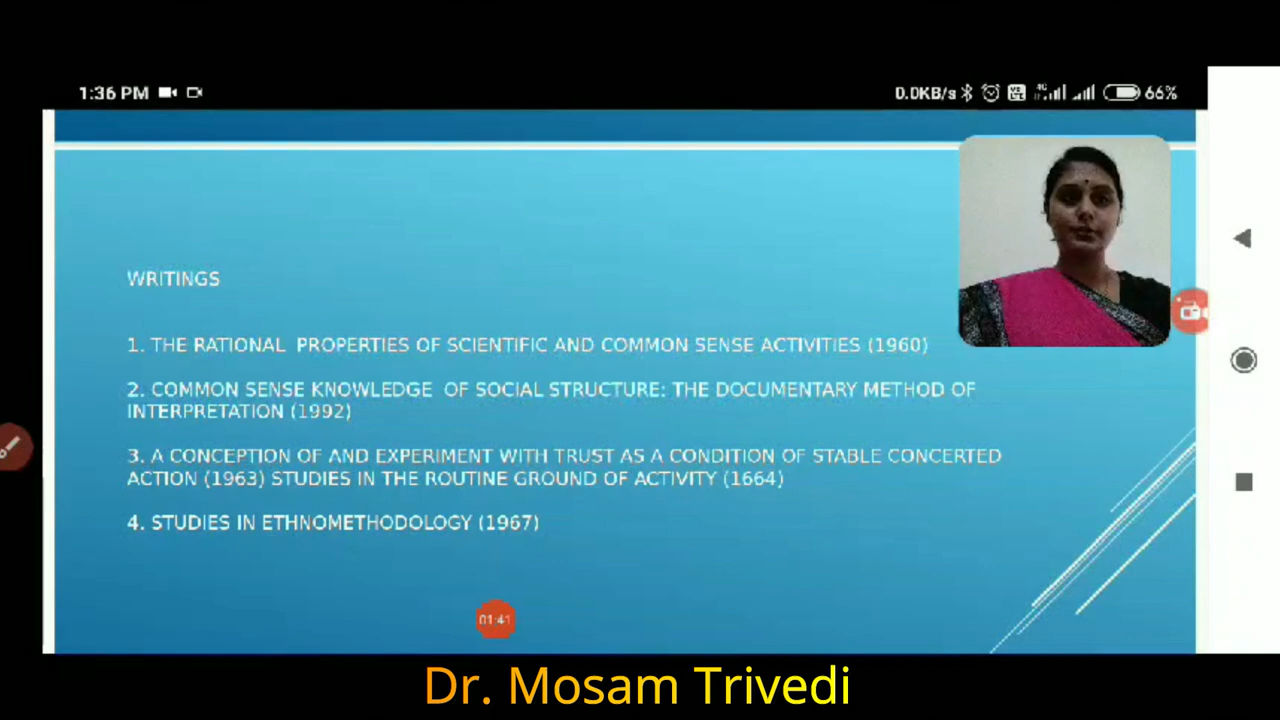 1:36 PM
0.0KB/s 4G 66%
WRITINGS
1. THE RATIONAL PROPERTIES OF SCIENTIFIC AND COMMON SENSE ACTIVITIES (1960)
2. COMMON SENSE KNOWLEDGE OF SOCIAL STRUCTURE: THE DOCUMENTARY METHOD OF
INTERPRETATION (1992)
3. A CONCEPTION OF AND EXPERIMENT WITH TRUST AS A CONDITION OF STABLE CONCERTED
ACTION (1963) STUDIES IN THE ROUTINE GROUND OF ACTIVITY (1664)
4. STUDIES IN ETHNOMETHODOLOGY (1967)
01:41
Dr. Mosam Trivedi